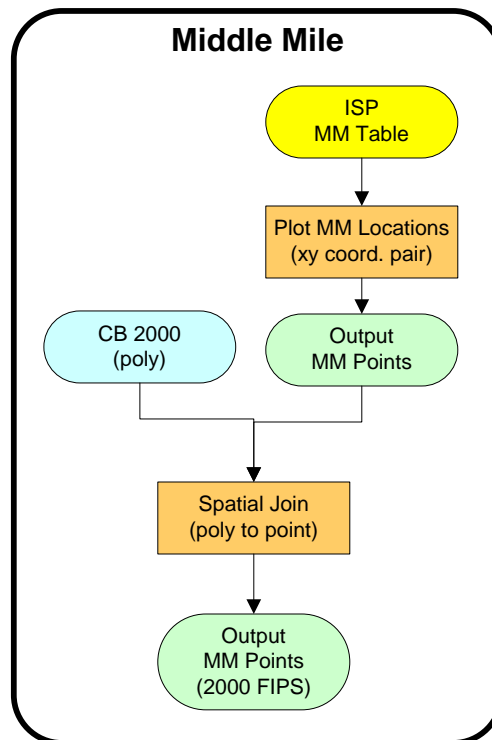 Middle Mile
ISP
MM Table
Plot MM Locations
(xy coord. pair)
CB 2000
(poly)
Output
MM Points
Spatial Join
(poly to point)
Output
MM Points
(2000 FIPS)